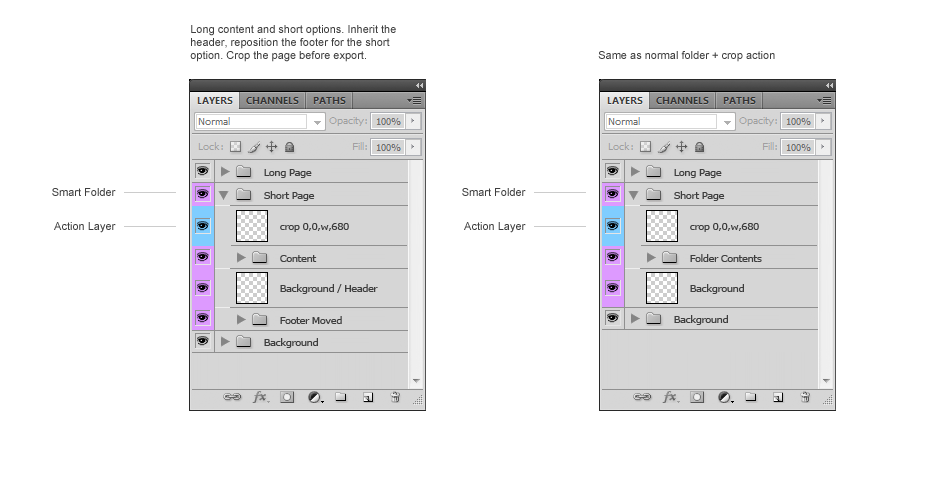 Long content and short options. Inherit the
header, reposition the footer for the short
option. Crop the page before export.
LAYERS CHANNELS PATHS
Normal Opacity: 100%
Lock: Fill: 100%
Long Page
Smart Folder Short Page
Action Layer crop 0,0,w,680
Content
Background / Header
Footer Moved
Background
fx
Same as normal folder + crop action
LAYERS CHANNELS PATHS
Normal Opacity: 100%
Lock: Fill: 100%
Long Page
Smart Folder Short Page
Action Layer crop 0,0,w,680
Folder Contents
Background
Background
fx